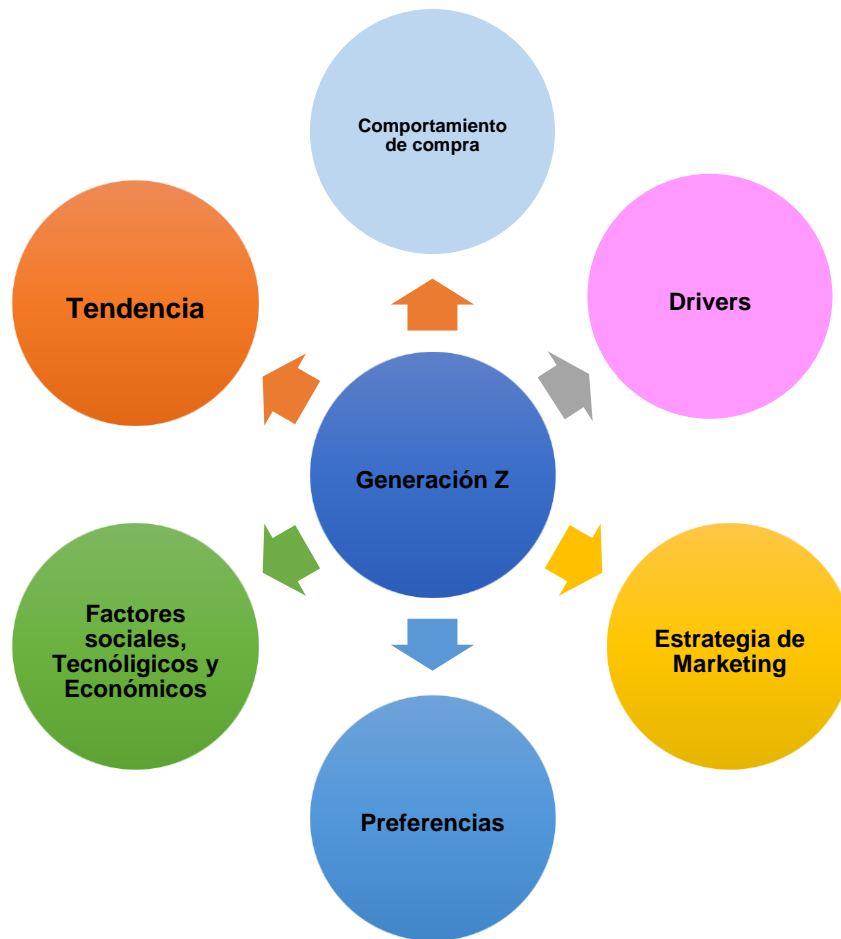 Comportamiento
de compra
Tendencia
Drivers
Generación Z
Factores
sociales,
Tecnóligicos y
Económicos
Estrategia de
Marketing
Preferencias